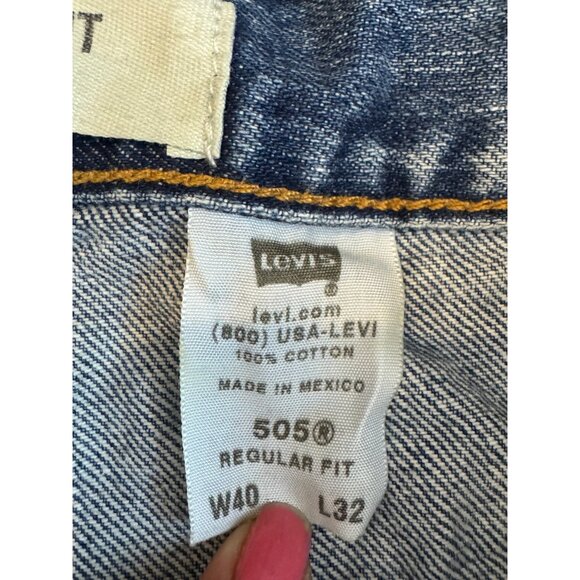 LEVI'S
®
levi.com
(800) USA-LEVI
100% COTTON
MADE IN MEXICO
505®
REGULAR FIT
W40 L32